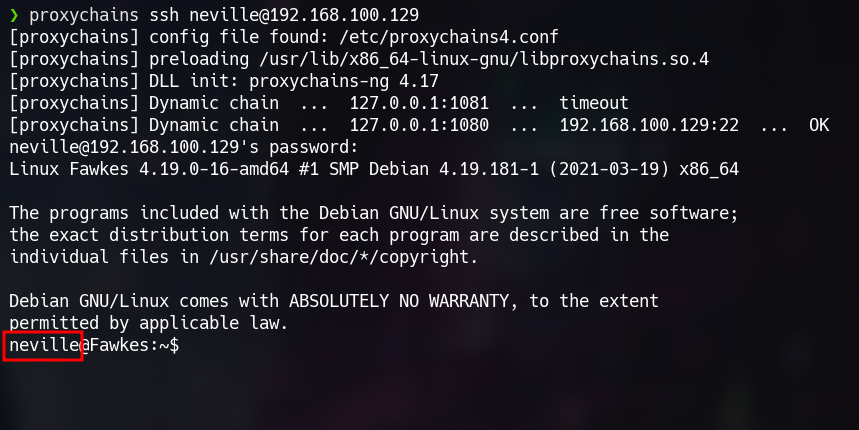 ❯ proxychains ssh neville@192.168.100.129
[proxychains] config file found: /etc/proxychains4.conf
[proxychains] preloading /usr/lib/x86_64-linux-gnu/libproxychains.so.4
[proxychains] DLL init: proxychains-ng 4.17
[proxychains] Dynamic chain  ...  127.0.0.1:1081  ...  timeout
[proxychains] Dynamic chain  ...  127.0.0.1:1080  ...  192.168.100.129:22  ...  OK
neville@192.168.100.129's password:
Linux Fawkes 4.19.0-16-amd64 #1 SMP Debian 4.19.181-1 (2021-03-19) x86_64

The programs included with the Debian GNU/Linux system are free software;
the exact distribution terms for each program are described in the
individual files in /usr/share/doc/*/copyright.

Debian GNU/Linux comes with ABSOLUTELY NO WARRANTY, to the extent
permitted by applicable law.
neville@Fawkes:~$